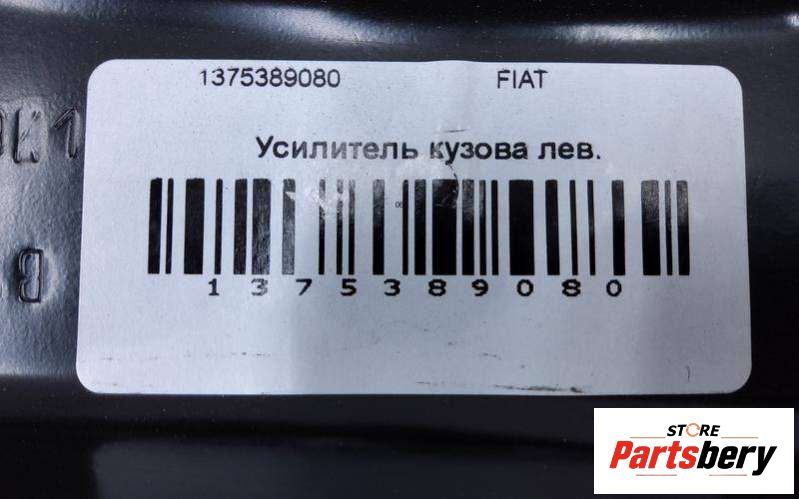 1375389080 FIAT
Усилитель кузова лев.
1375389080
STORE
Partsbery